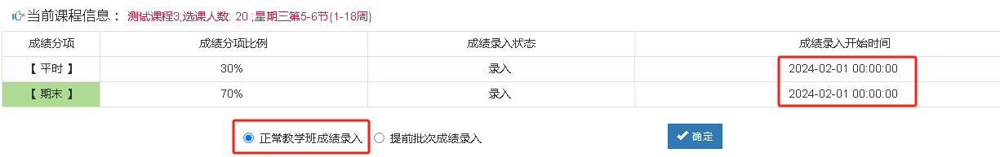 当前课程信息： 测试课程3;选课人数: 20 ;星期三第5-6节{1-18周}
成绩分项 成绩分项比例 成绩录入状态 成绩录入开始时间
【 平时 】 30% 录入 2024-02-01 00:00:00
【 期末 】 70% 录入 2024-02-01 00:00:00
正常教学班成绩录入 提前批次成绩录入 确定